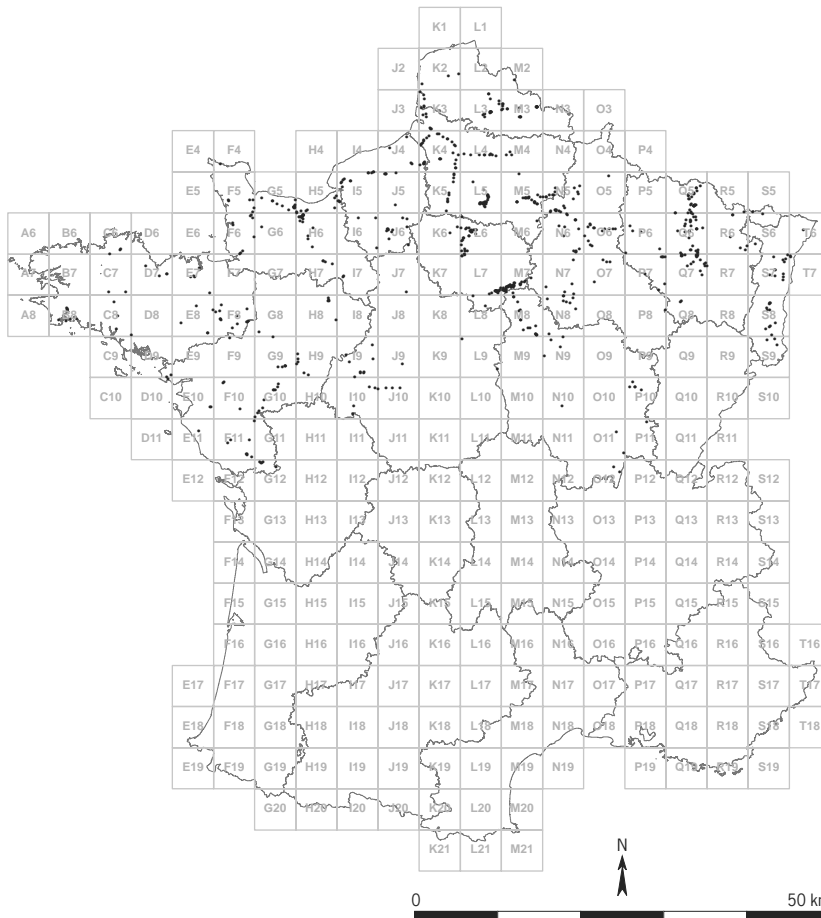 K1 L1
J2 K2 L2 M2
J3 K3 L3 M3 N3 O3
E4 F4 H4 I4 J4 K4 L4 M4 N4 O4 P4
E5 F5 G5 H5 I5 J5 K5 L5 M5 N5 O5 P5 Q5 R5 S5
A6 B6 C6 D6 E6 F6 G6 H6 I6 J6 K6 L6 M6 N6 O6 P6 Q6 R6 S6 T6
A7 B7 C7 D7 E7 F7 G7 H7 I7 J7 K7 L7 M7 N7 O7 P7 Q7 R7 S7 T7
A8 B8 C8 D8 E8 F8 G8 H8 I8 J8 K8 L8 M8 N8 O8 P8 Q8 R8 S8
C9 D9 E9 F9 G9 H9 I9 J9 K9 L9 M9 N9 O9 P9 Q9 R9 S9
C10 D10 E10 F10 G10 H10 I10 J10 K10 L10 M10 N10 O10 P10 Q10 R10 S10
D11 E11 F11 G11 H11 I11 J11 K11 L11 M11 N11 O11 P11 Q11 R11
E12 F12 G12 H12 I12 J12 K12 L12 M12 N12 O12 P12 Q12 R12 S12
F13 G13 H13 I13 J13 K13 L13 M13 N13 O13 P13 Q13 R13 S13
F14 G14 H14 I14 J14 K14 L14 M14 N14 O14 P14 Q14 R14 S14
F15 G15 H15 I15 J15 K15 L15 M15 N15 O15 P15 Q15 R15 S15
F16 G16 H16 I16 J16 K16 L16 M16 N16 O16 P16 Q16 R16 S16 T16
E17 F17 G17 H17 I17 J17 K17 L17 M17 N17 O17 P17 Q17 R17 S17 T17
E18 F18 G18 H18 I18 J18 K18 L18 M18 N18 O18 P18 Q18 R18 S18 T18
E19 F19 G19 H19 I19 J19 K19 L19 M19 N19 P19 Q19 R19 S19
G20 H20 I20 J20 K20 L20 M20
K21 L21 M21
N
0 50 km